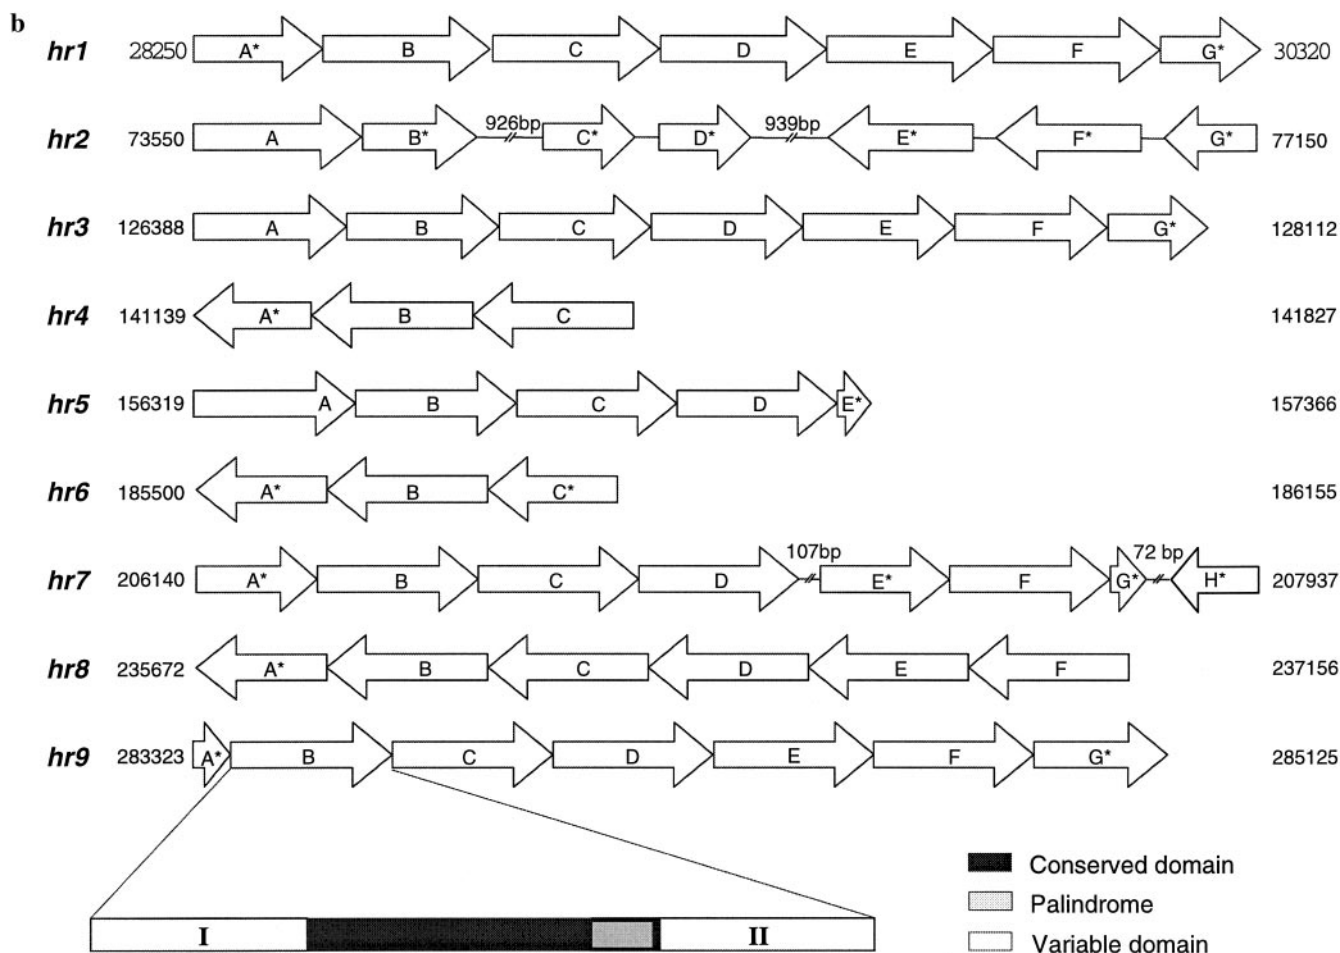 b
hr1 28250 A* B C D E F G* 30320
hr2 73550 A B* 926bp C* D* 939bp E* F* G* 77150
hr3 126388 A B C D E F G* 128112
hr4 141139 A* B C 141827
hr5 156319 A B C D E* 157366
hr6 185500 A* B C* 186155
hr7 206140 A* B C D 107bp E* F G* 72 bp H* 207937
hr8 235672 A* B C D E F 237156
hr9 283323 A* B C D E F G* 285125
Conserved domain
Palindrome
I II Variable domain